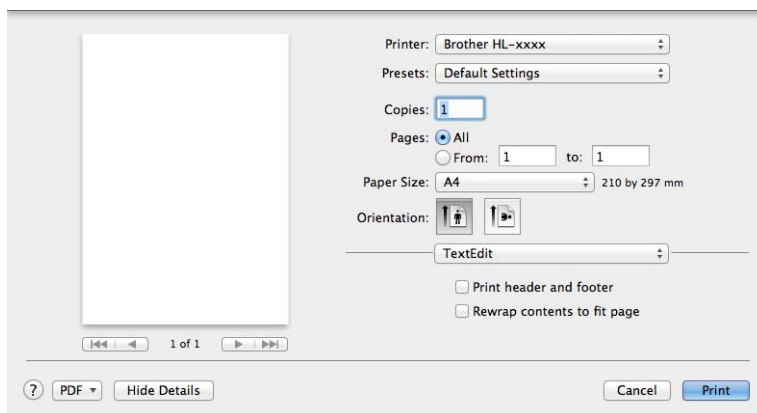 Printer: Brother HL-xxxx
Presets: Default Settings
Copies: 1
Pages: All
From: 1 to: 1
Paper Size: A4 210 by 297 mm
Orientation:
TextEdit
Print header and footer
Rewrap contents to fit page
1 of 1
? PDF Hide Details Cancel Print